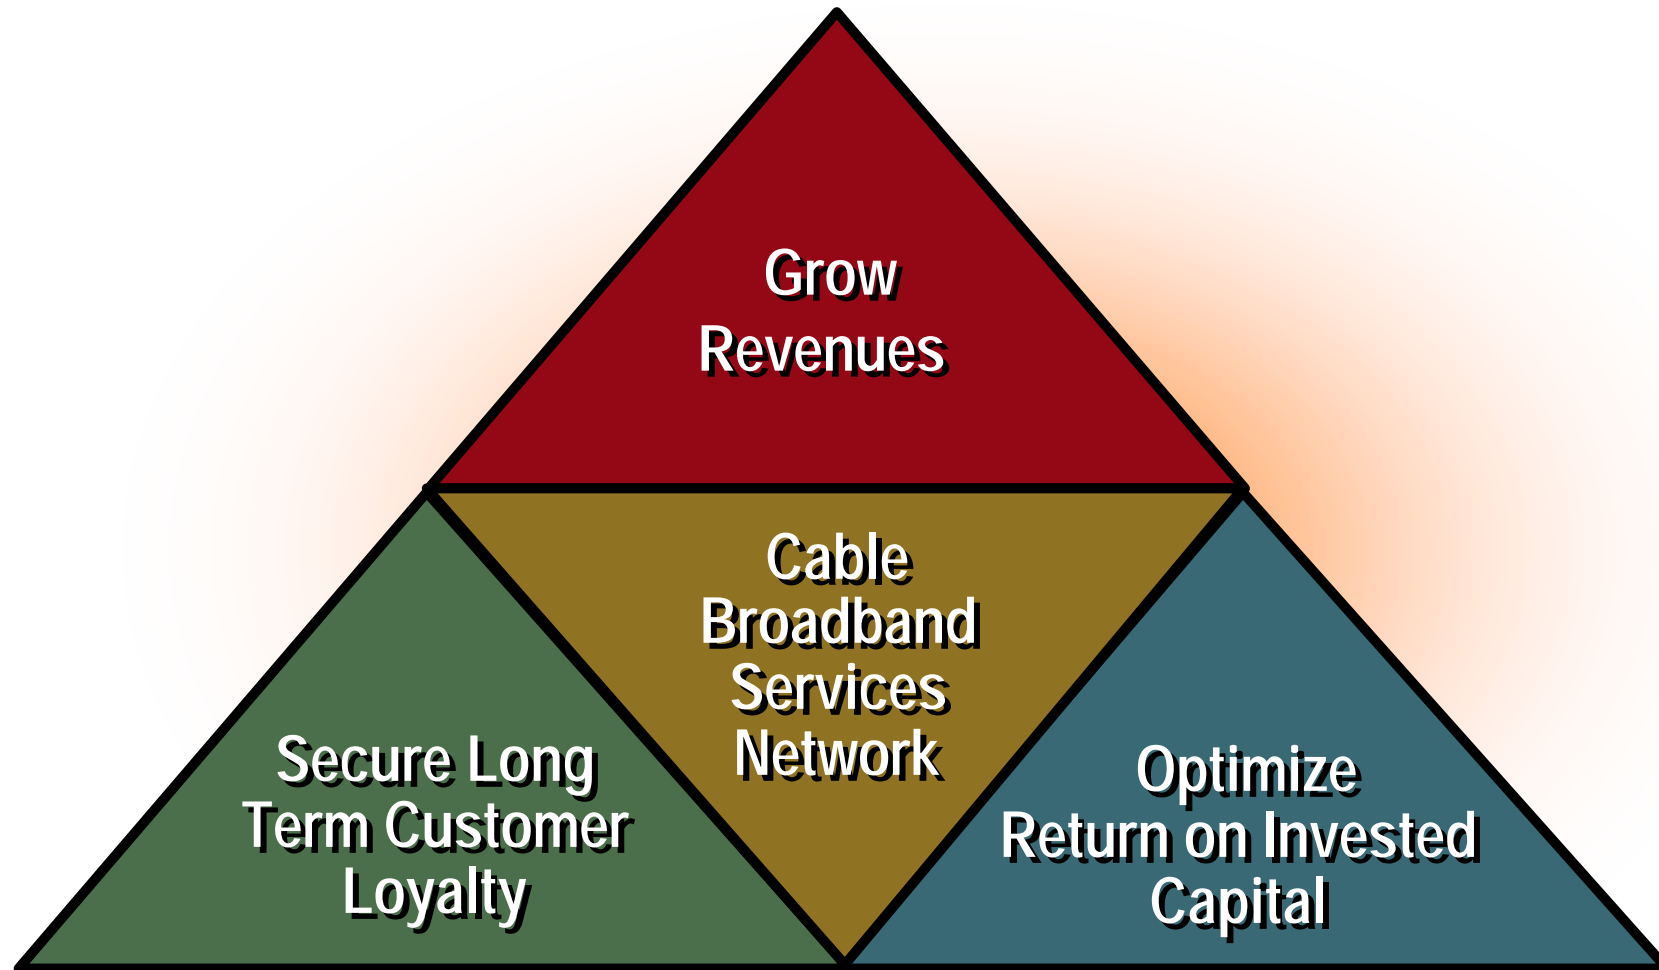 Grow
Revenues
Cable
Broadband
Services
Network
Secure Long
Term Customer
Loyalty
Optimize
Return on Invested
Capital